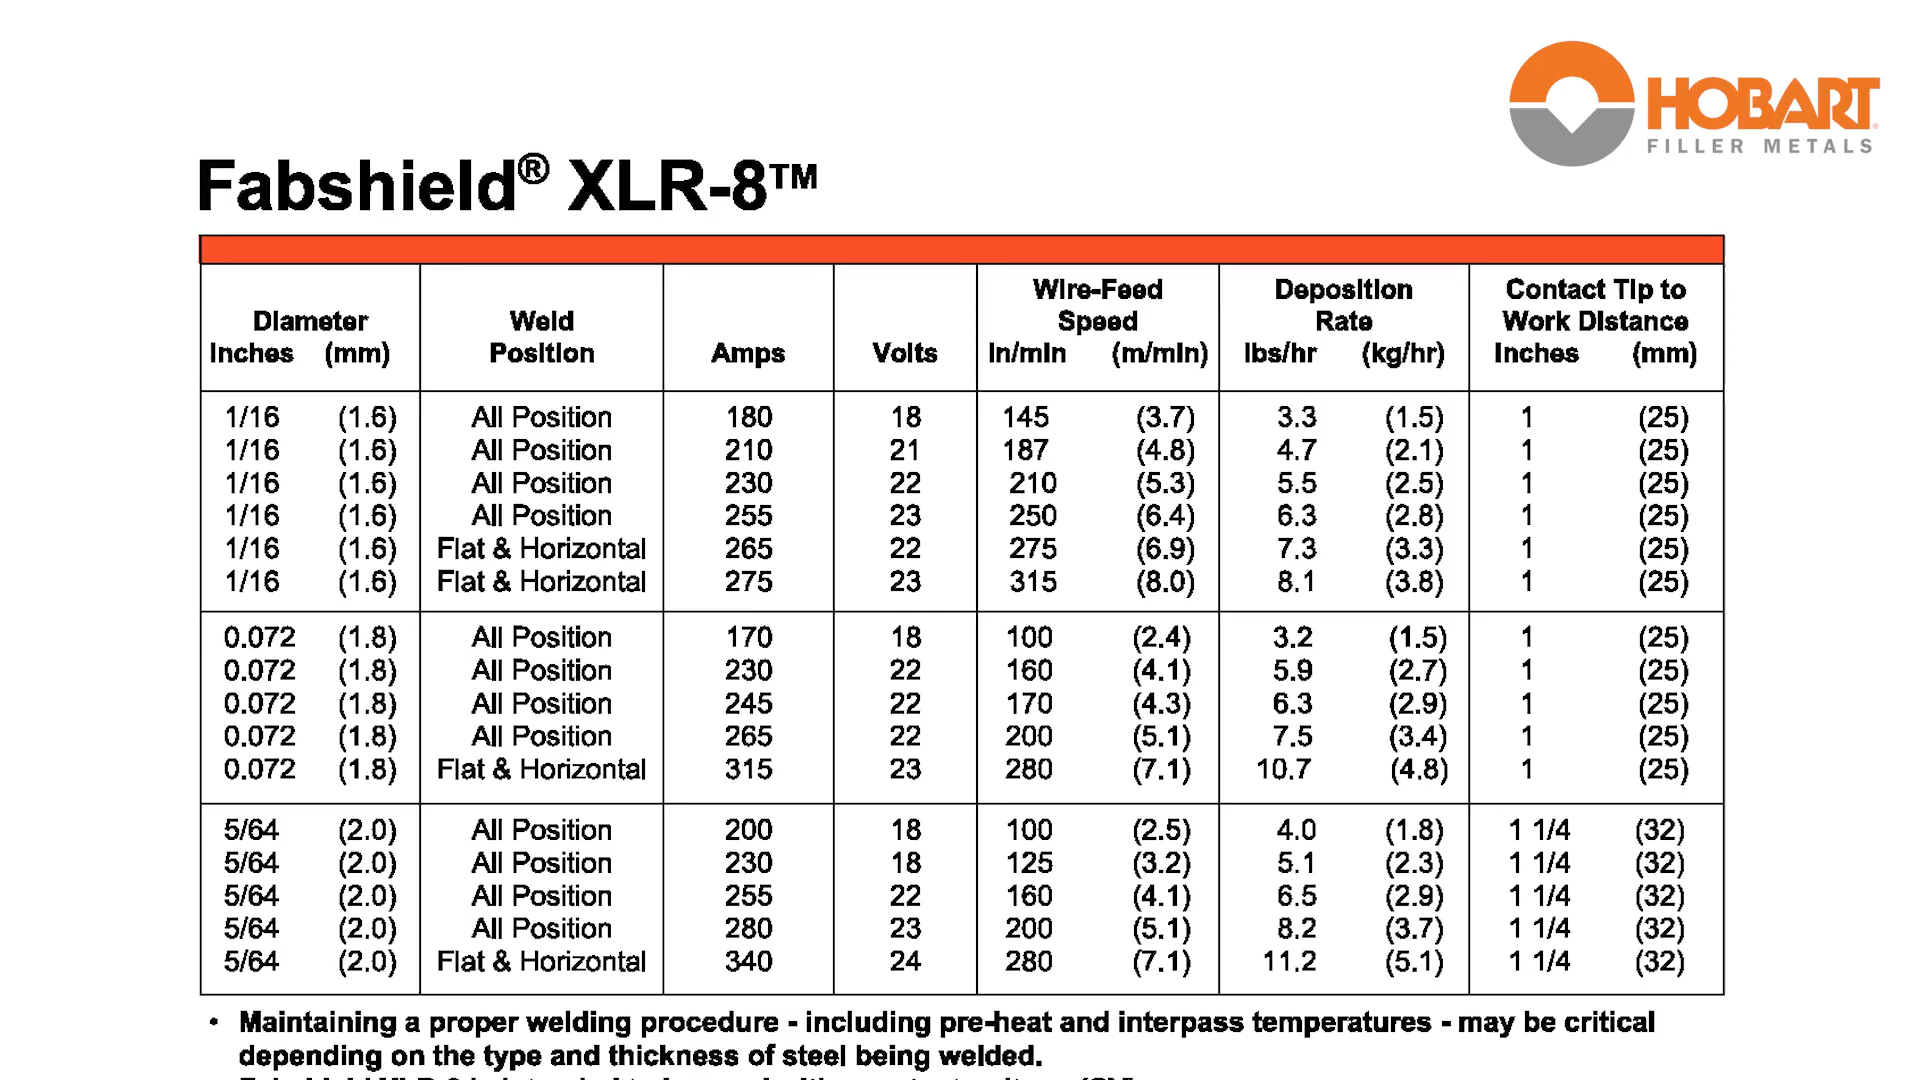 HOBART
FILLER METALS
Fabshield® XLR-8™
Diameter Inches (mm) Weld Position Amps Volts Wire-Feed Speed in/min (m/min) Deposition Rate lbs/hr (kg/hr) Contact Tip to Work Distance Inches (mm)
1/16 (1.6) All Position 180 18 145 (3.7) 3.3 (1.5) 1 (25)
1/16 (1.6) All Position 210 21 187 (4.8) 4.7 (2.1) 1 (25)
1/16 (1.6) All Position 230 22 210 (5.3) 5.5 (2.5) 1 (25)
1/16 (1.6) All Position 255 23 250 (6.4) 6.3 (2.8) 1 (25)
1/16 (1.6) Flat & Horizontal 265 22 275 (6.9) 7.3 (3.3) 1 (25)
1/16 (1.6) Flat & Horizontal 275 23 315 (8.0) 8.1 (3.8) 1 (25)
0.072 (1.8) All Position 170 18 100 (2.4) 3.2 (1.5) 1 (25)
0.072 (1.8) All Position 230 22 160 (4.1) 5.9 (2.7) 1 (25)
0.072 (1.8) All Position 245 22 170 (4.3) 6.3 (2.9) 1 (25)
0.072 (1.8) All Position 265 22 200 (5.1) 7.5 (3.4) 1 (25)
0.072 (1.8) Flat & Horizontal 315 23 280 (7.1) 10.7 (4.8) 1 (25)
5/64 (2.0) All Position 200 18 100 (2.5) 4.0 (1.8) 1 1/4 (32)
5/64 (2.0) All Position 230 18 125 (3.2) 5.1 (2.3) 1 1/4 (32)
5/64 (2.0) All Position 255 22 160 (4.1) 6.5 (2.9) 1 1/4 (32)
5/64 (2.0) All Position 280 23 200 (5.1) 8.2 (3.7) 1 1/4 (32)
5/64 (2.0) Flat & Horizontal 340 24 280 (7.1) 11.2 (5.1) 1 1/4 (32)
• Maintaining a proper welding procedure - including pre-heat and interpass temperatures - may be critical
depending on the type and thickness of steel being welded.